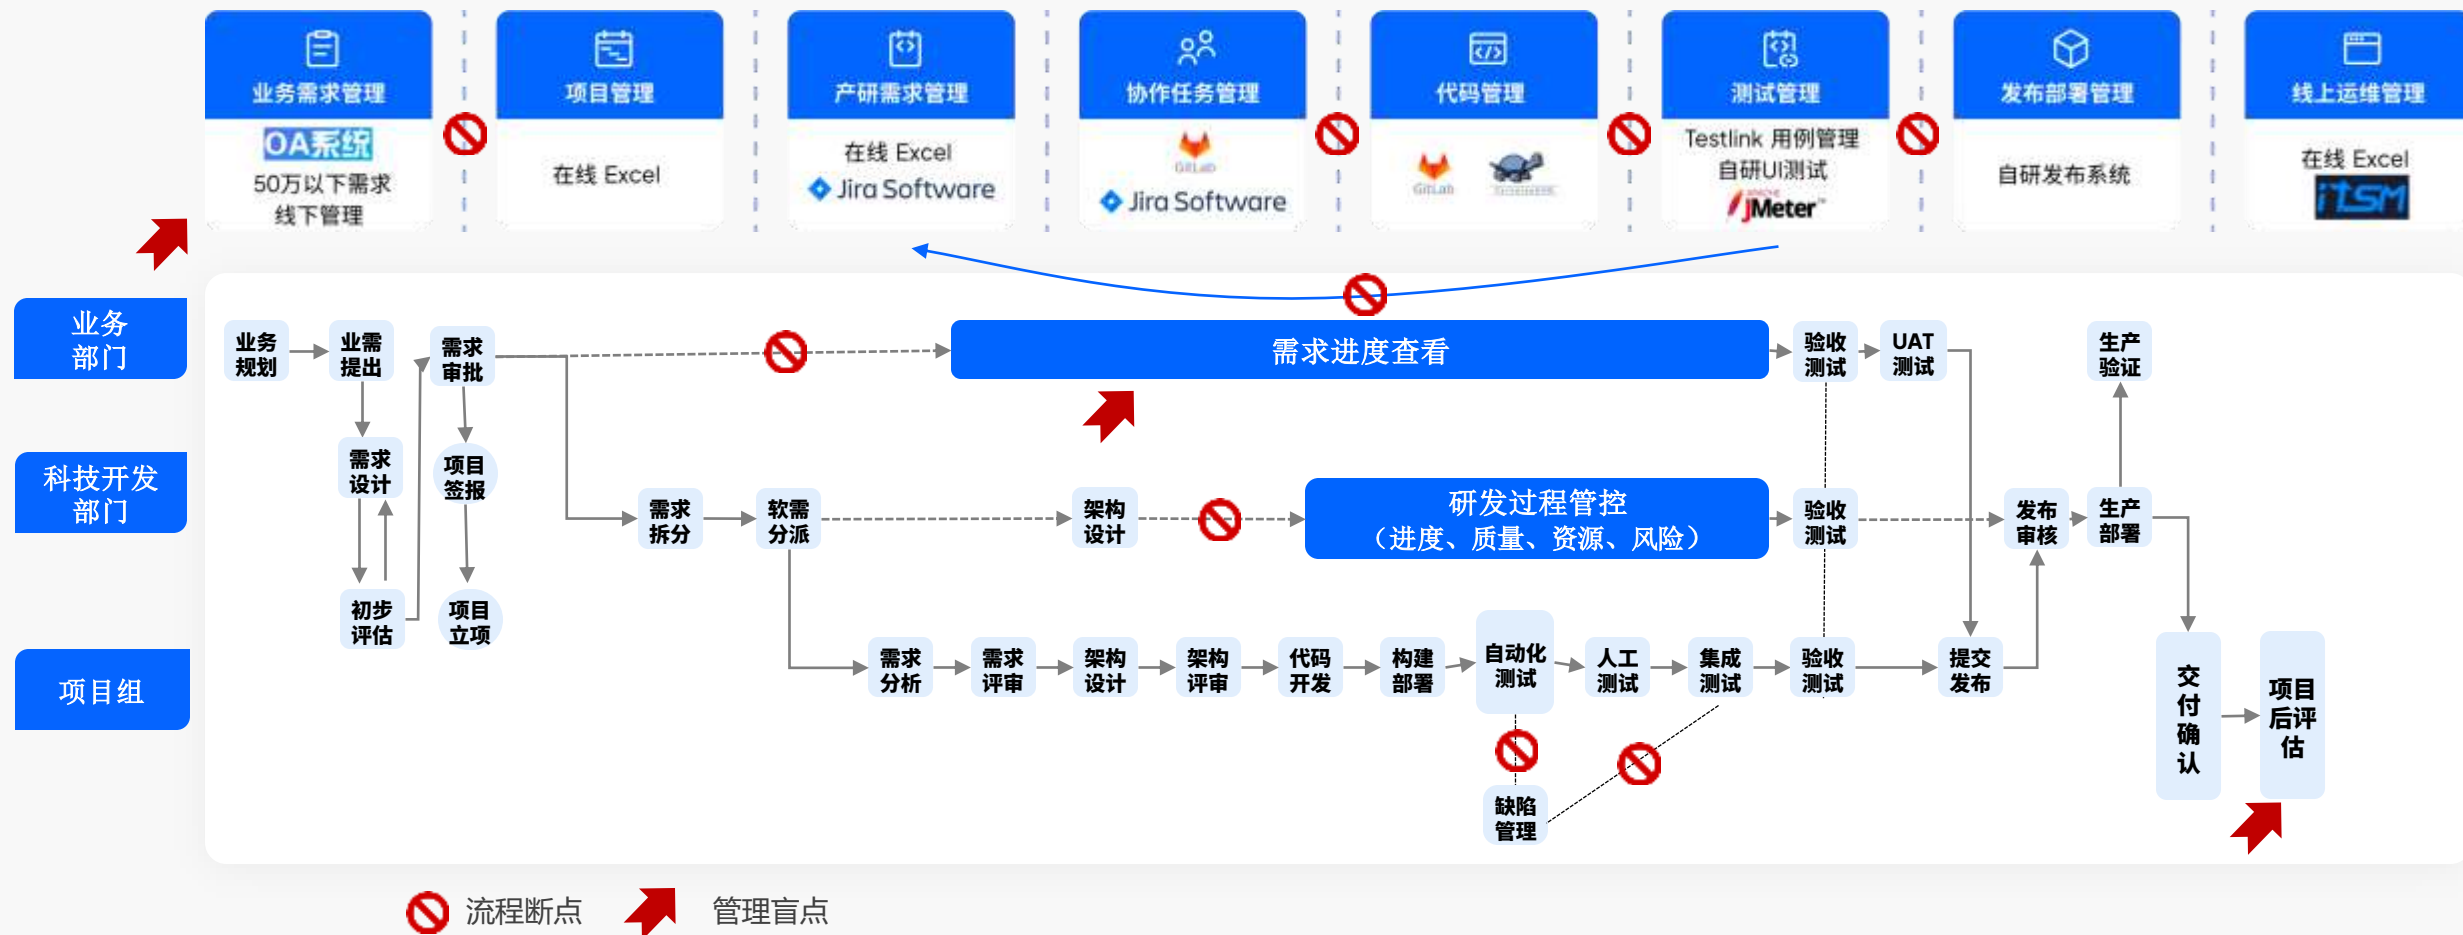 业务需求管理
OA系统
50万以下需求
线下管理
项目管理
在线 Excel
产研需求管理
在线 Excel
Jira Software
协作任务管理
GitLab
Jira Software
代码管理
GitLab
测试管理
Testlink 用例管理
自研UI测试
APACHE
JMeter™
发布部署管理
自研发布系统
线上运维管理
在线 Excel
iTSM
业务
部门
业务
规划
业需
提出
需求
审批
需求进度查看
验收
测试
UAT
测试
生产
验证
科技开发
部门
需求
设计
项目
签报
需求
拆分
软需
分派
架构
设计
研发过程管控
（进度、质量、资源、风险）
验收
测试
发布
审核
生产
部署
初步
评估
项目
立项
项目组
需求
分析
需求
评审
架构
设计
架构
评审
代码
开发
构建
部署
自动化
测试
人工
测试
集成
测试
验收
测试
提交
发布
交
付
确
认
项目
后评
估
缺陷
管理
流程断点
管理盲点